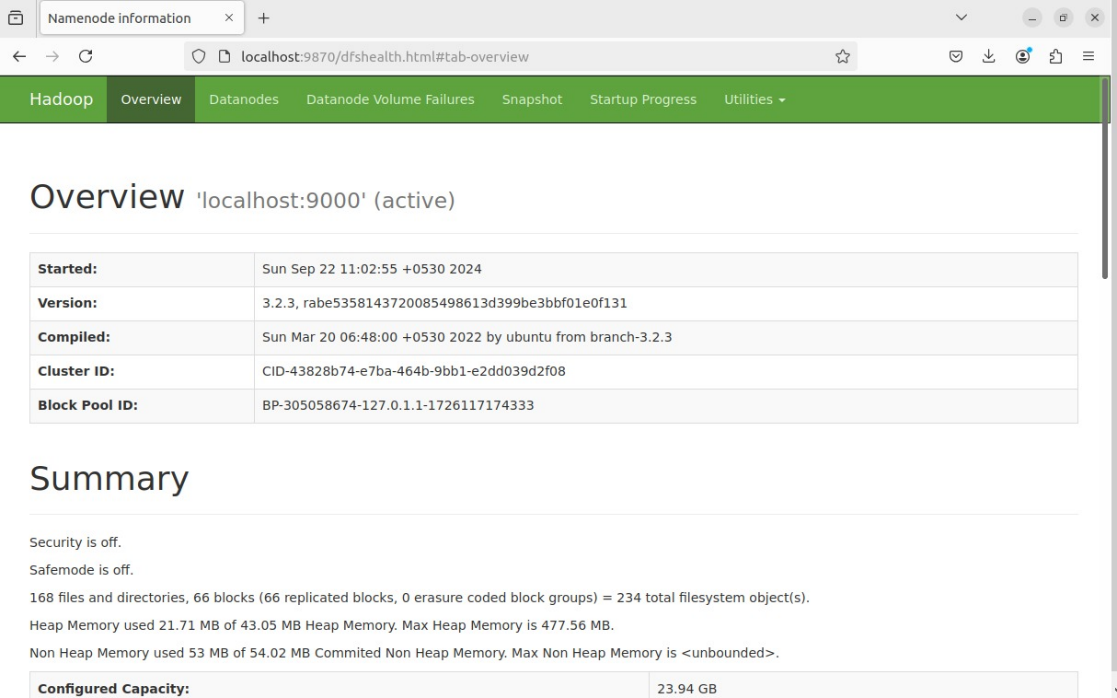 Namenode information
localhost:9870/dfshealth.html#tab-overview
Hadoop Overview Datanodes Datanode Volume Failures Snapshot Startup Progress Utilities
Overview 'localhost:9000' (active)
Started: Sun Sep 22 11:02:55 +0530 2024
Version: 3.2.3, rabe5358143720085498613d399be3bbf01e0f131
Compiled: Sun Mar 20 06:48:00 +0530 2022 by ubuntu from branch-3.2.3
Cluster ID: CID-43828b74-e7ba-464b-9bb1-e2dd039d2f08
Block Pool ID: BP-305058674-127.0.1.1-1726117174333
Summary
Security is off.
Safemode is off.
168 files and directories, 66 blocks (66 replicated blocks, 0 erasure coded block groups) = 234 total filesystem object(s).
Heap Memory used 21.71 MB of 43.05 MB Heap Memory. Max Heap Memory is 477.56 MB.
Non Heap Memory used 53 MB of 54.02 MB Commited Non Heap Memory. Max Non Heap Memory is <unbounded>.
Configured Capacity: 23.94 GB